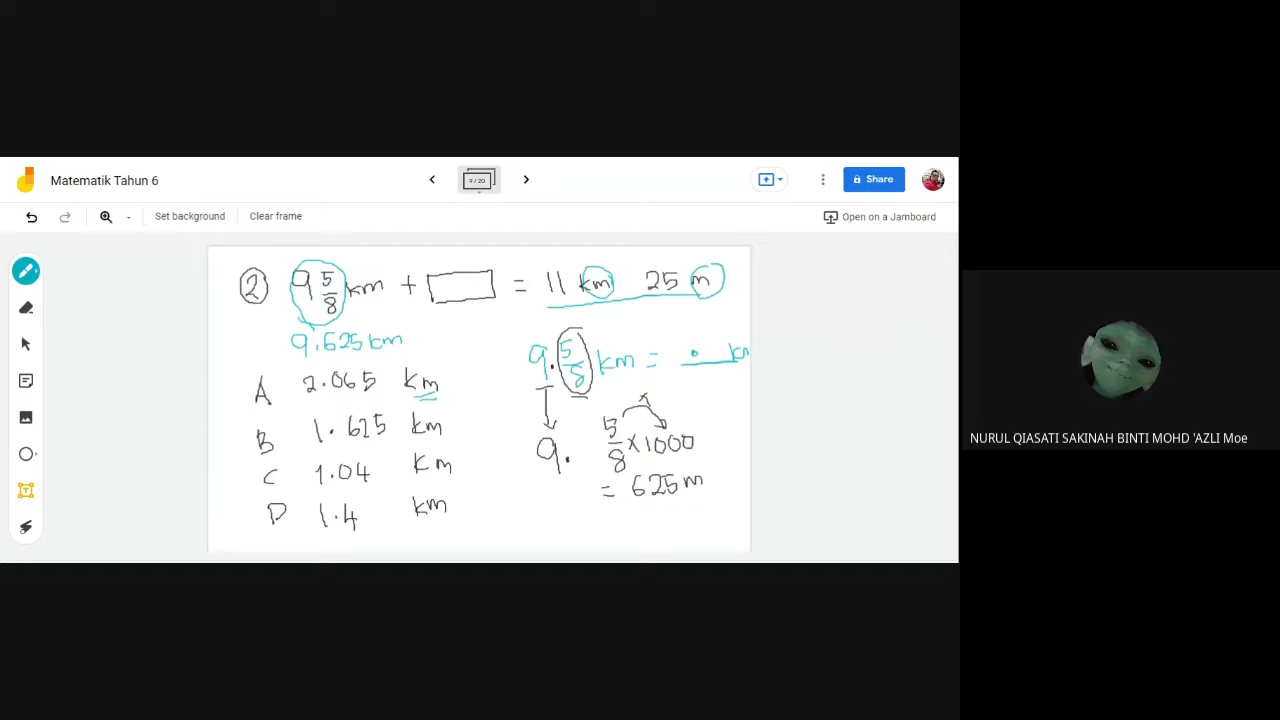 Matematik Tahun 6
9 / 20
Share
Set background
Clear frame
Open on a Jamboard
2 9 5/8 km + = 11 km 25 m
9.625 km
9.5/8 km = . km
A 2.065 km
B 1.625 km
C 1.04 km
D 1.4 km
9. 5/8 × 1000
= 625 m
NURUL QIASATI SAKINAH BINTI MOHD 'AZLI Moe